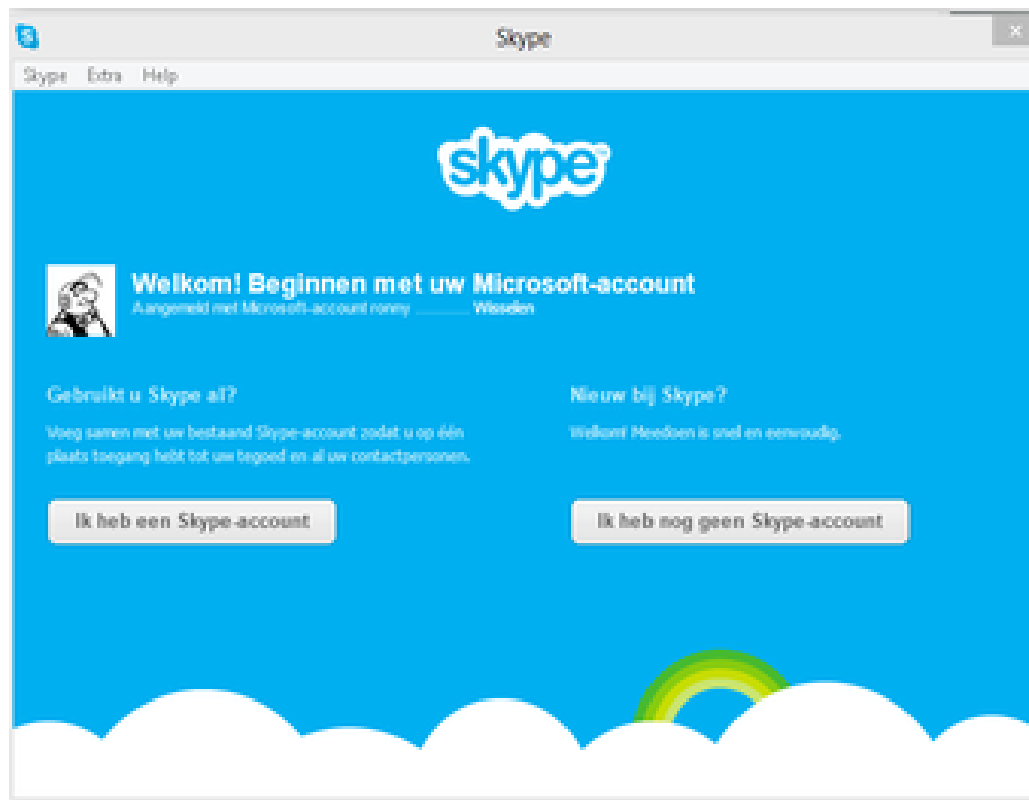 Skype
Skype Extra Help
skype
Welkom! Beginnen met uw Microsoft-account
Aangemeld met Microsoft-account ronny Wisselen
Gebruikt u Skype al?
Voeg samen met uw bestaand Skype-account zodat u op één
plaats toegang hebt tot uw tegoed en al uw contactpersonen.
Ik heb een Skype-account
Nieuw bij Skype?
Welkom! Meedoen is snel en eenvoudig.
Ik heb nog geen Skype-account